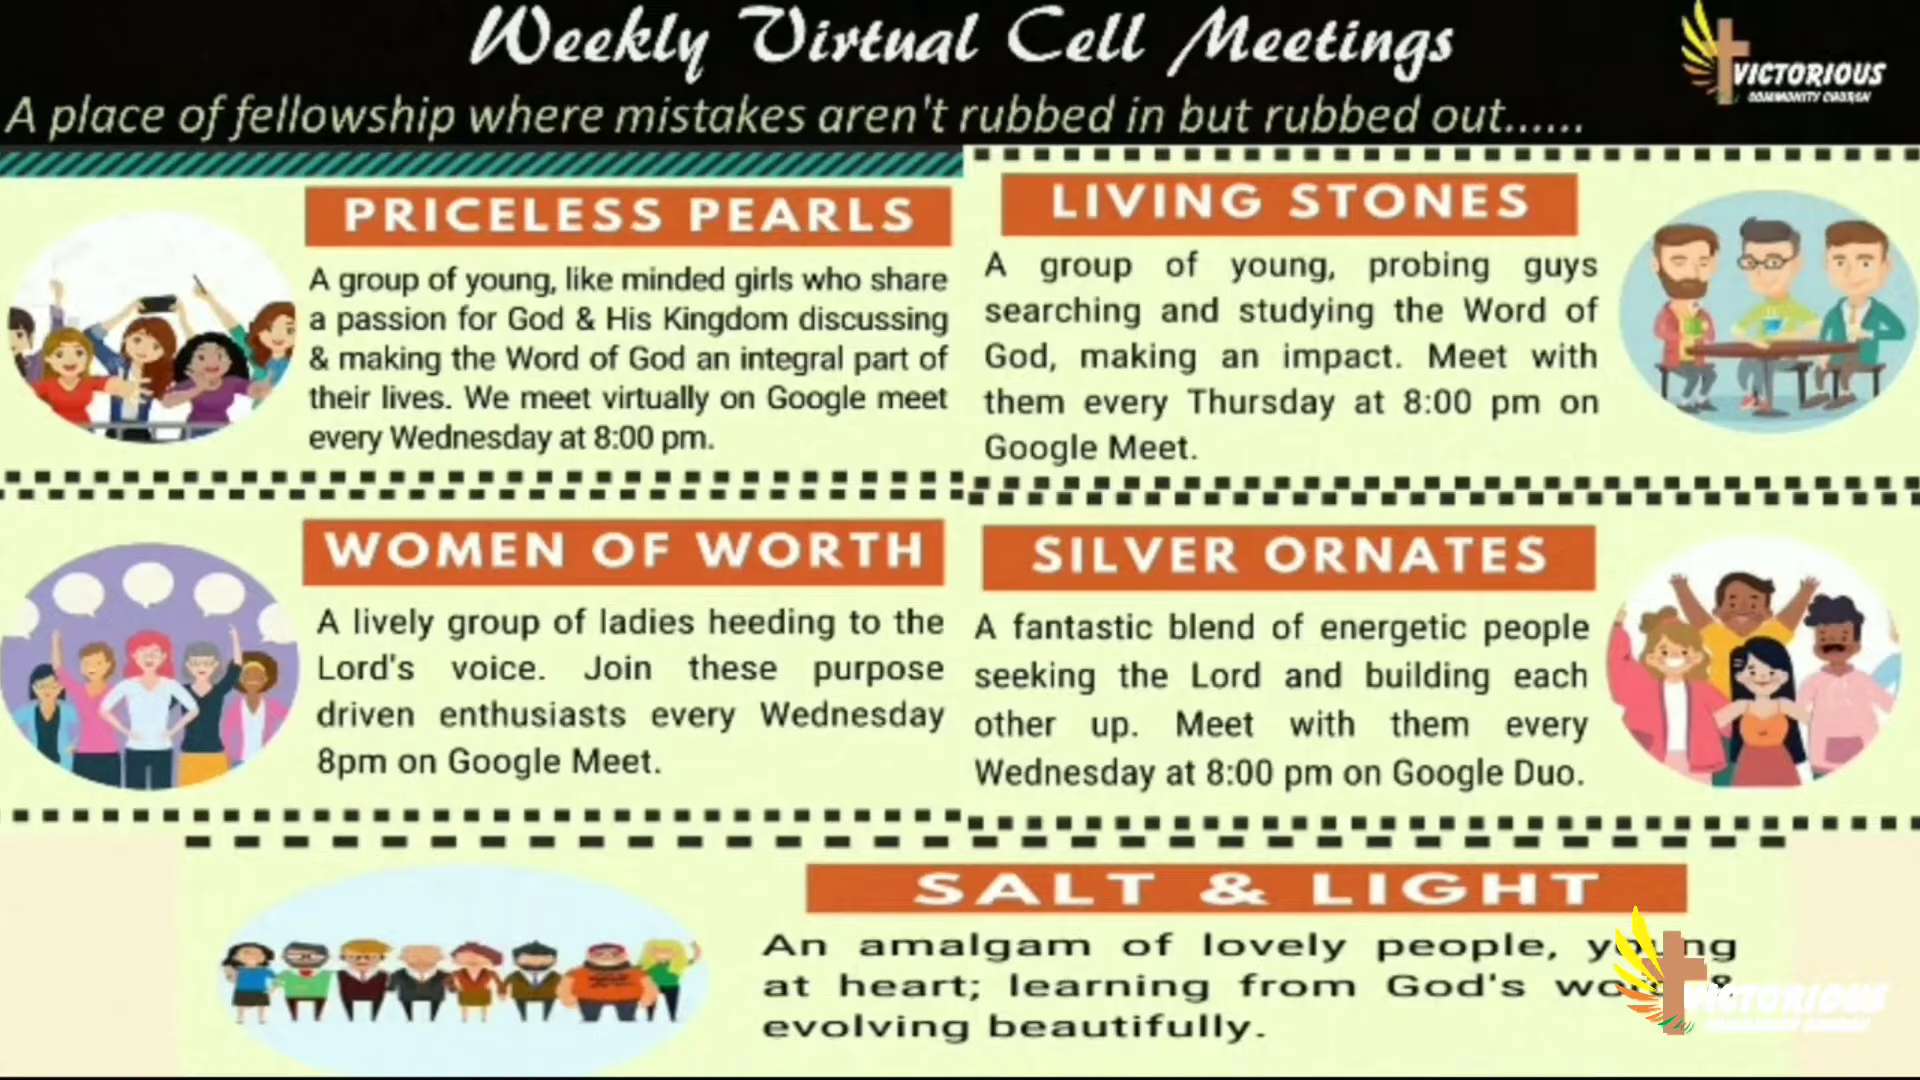 Weekly Virtual Cell Meetings
VICTORIOUS
COMMUNITY CHURCH
A place of fellowship where mistakes aren't rubbed in but rubbed out......
PRICELESS PEARLS
A group of young, like minded girls who share
a passion for God & His Kingdom discussing
& making the Word of God an integral part of
their lives. We meet virtually on Google meet
every Wednesday at 8:00 pm.
LIVING STONES
A group of young, probing guys
searching and studying the Word of
God, making an impact. Meet with
them every Thursday at 8:00 pm on
Google Meet.
WOMEN OF WORTH
A lively group of ladies heeding to the
Lord's voice. Join these purpose
driven enthusiasts every Wednesday
8pm on Google Meet.
SILVER ORNATES
A fantastic blend of energetic people
seeking the Lord and building each
other up. Meet with them every
Wednesday at 8:00 pm on Google Duo.
SALT & LIGHT
An amalgam of lovely people, young
at heart; learning from God's word &
evolving beautifully.
VICTORIOUS
COMMUNITY CHURCH